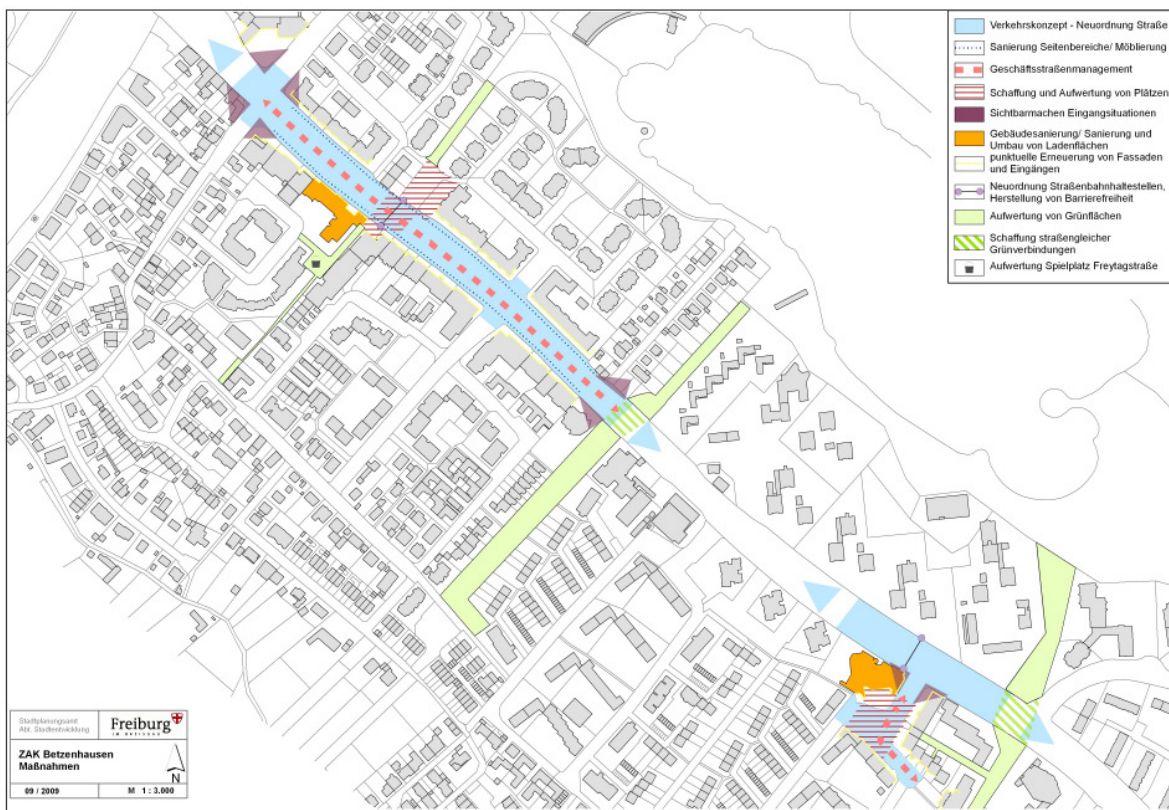 Verkehrskonzept - Neuordnung Straße
Sanierung Seitenbereiche/ Möblierung
Geschäftsstraßenmanagement
Schaffung und Aufwertung von Plätzen
Sichtbarmachen Eingangsituationen
Gebäudesanierung/ Sanierung und
Umbau von Ladenflächen
punktuelle Erneuerung von Fassaden
und Eingängen
Neuordnung Straßenbahnhaltestellen,
Herstellung von Barrierefreiheit
Aufwertung von Grünflächen
Schaffung straßengleicher
Grünverbindungen
Aufwertung Spielplatz Freytagstraße
Stadtplanungsamt
Abt. Stadtentwicklung
Freiburg
IM BREISGAU
ZAK Betzenhausen
Maßnahmen
N
09 / 2009
M 1 : 3.000